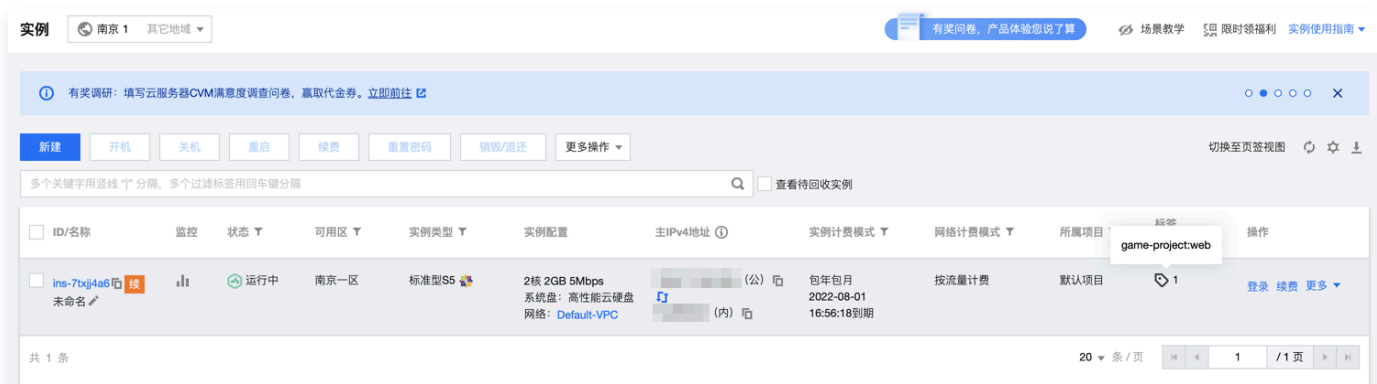 实例 南京 1 其它地域 有奖问卷，产品体验您说了算 场景教学 限时领福利 实例使用指南
有奖调研：填写云服务器CVM满意度调查问卷，赢取代金券。立即前往
新建 开机 关机 重启 续费 重置密码 销毁/退还 更多操作 切换至页签视图
多个关键字用竖线 "|" 分隔，多个过滤标签用回车键分隔 查看待回收实例
ID/名称 监控 状态 可用区 实例类型 实例配置 主IPv4地址 实例计费模式 网络计费模式 所属项目 标签 操作
game-project:web
ins-7txjj4a6 续 运行中 南京一区 标准型S5 2核 2GB 5Mbps (公) 包年包月 按流量计费 默认项目 1 登录 续费 更多
未命名 系统盘：高性能云硬盘 2022-08-01
网络：Default-VPC (内) 16:56:18到期
共 1 条 20 条 / 页 1 / 1 页